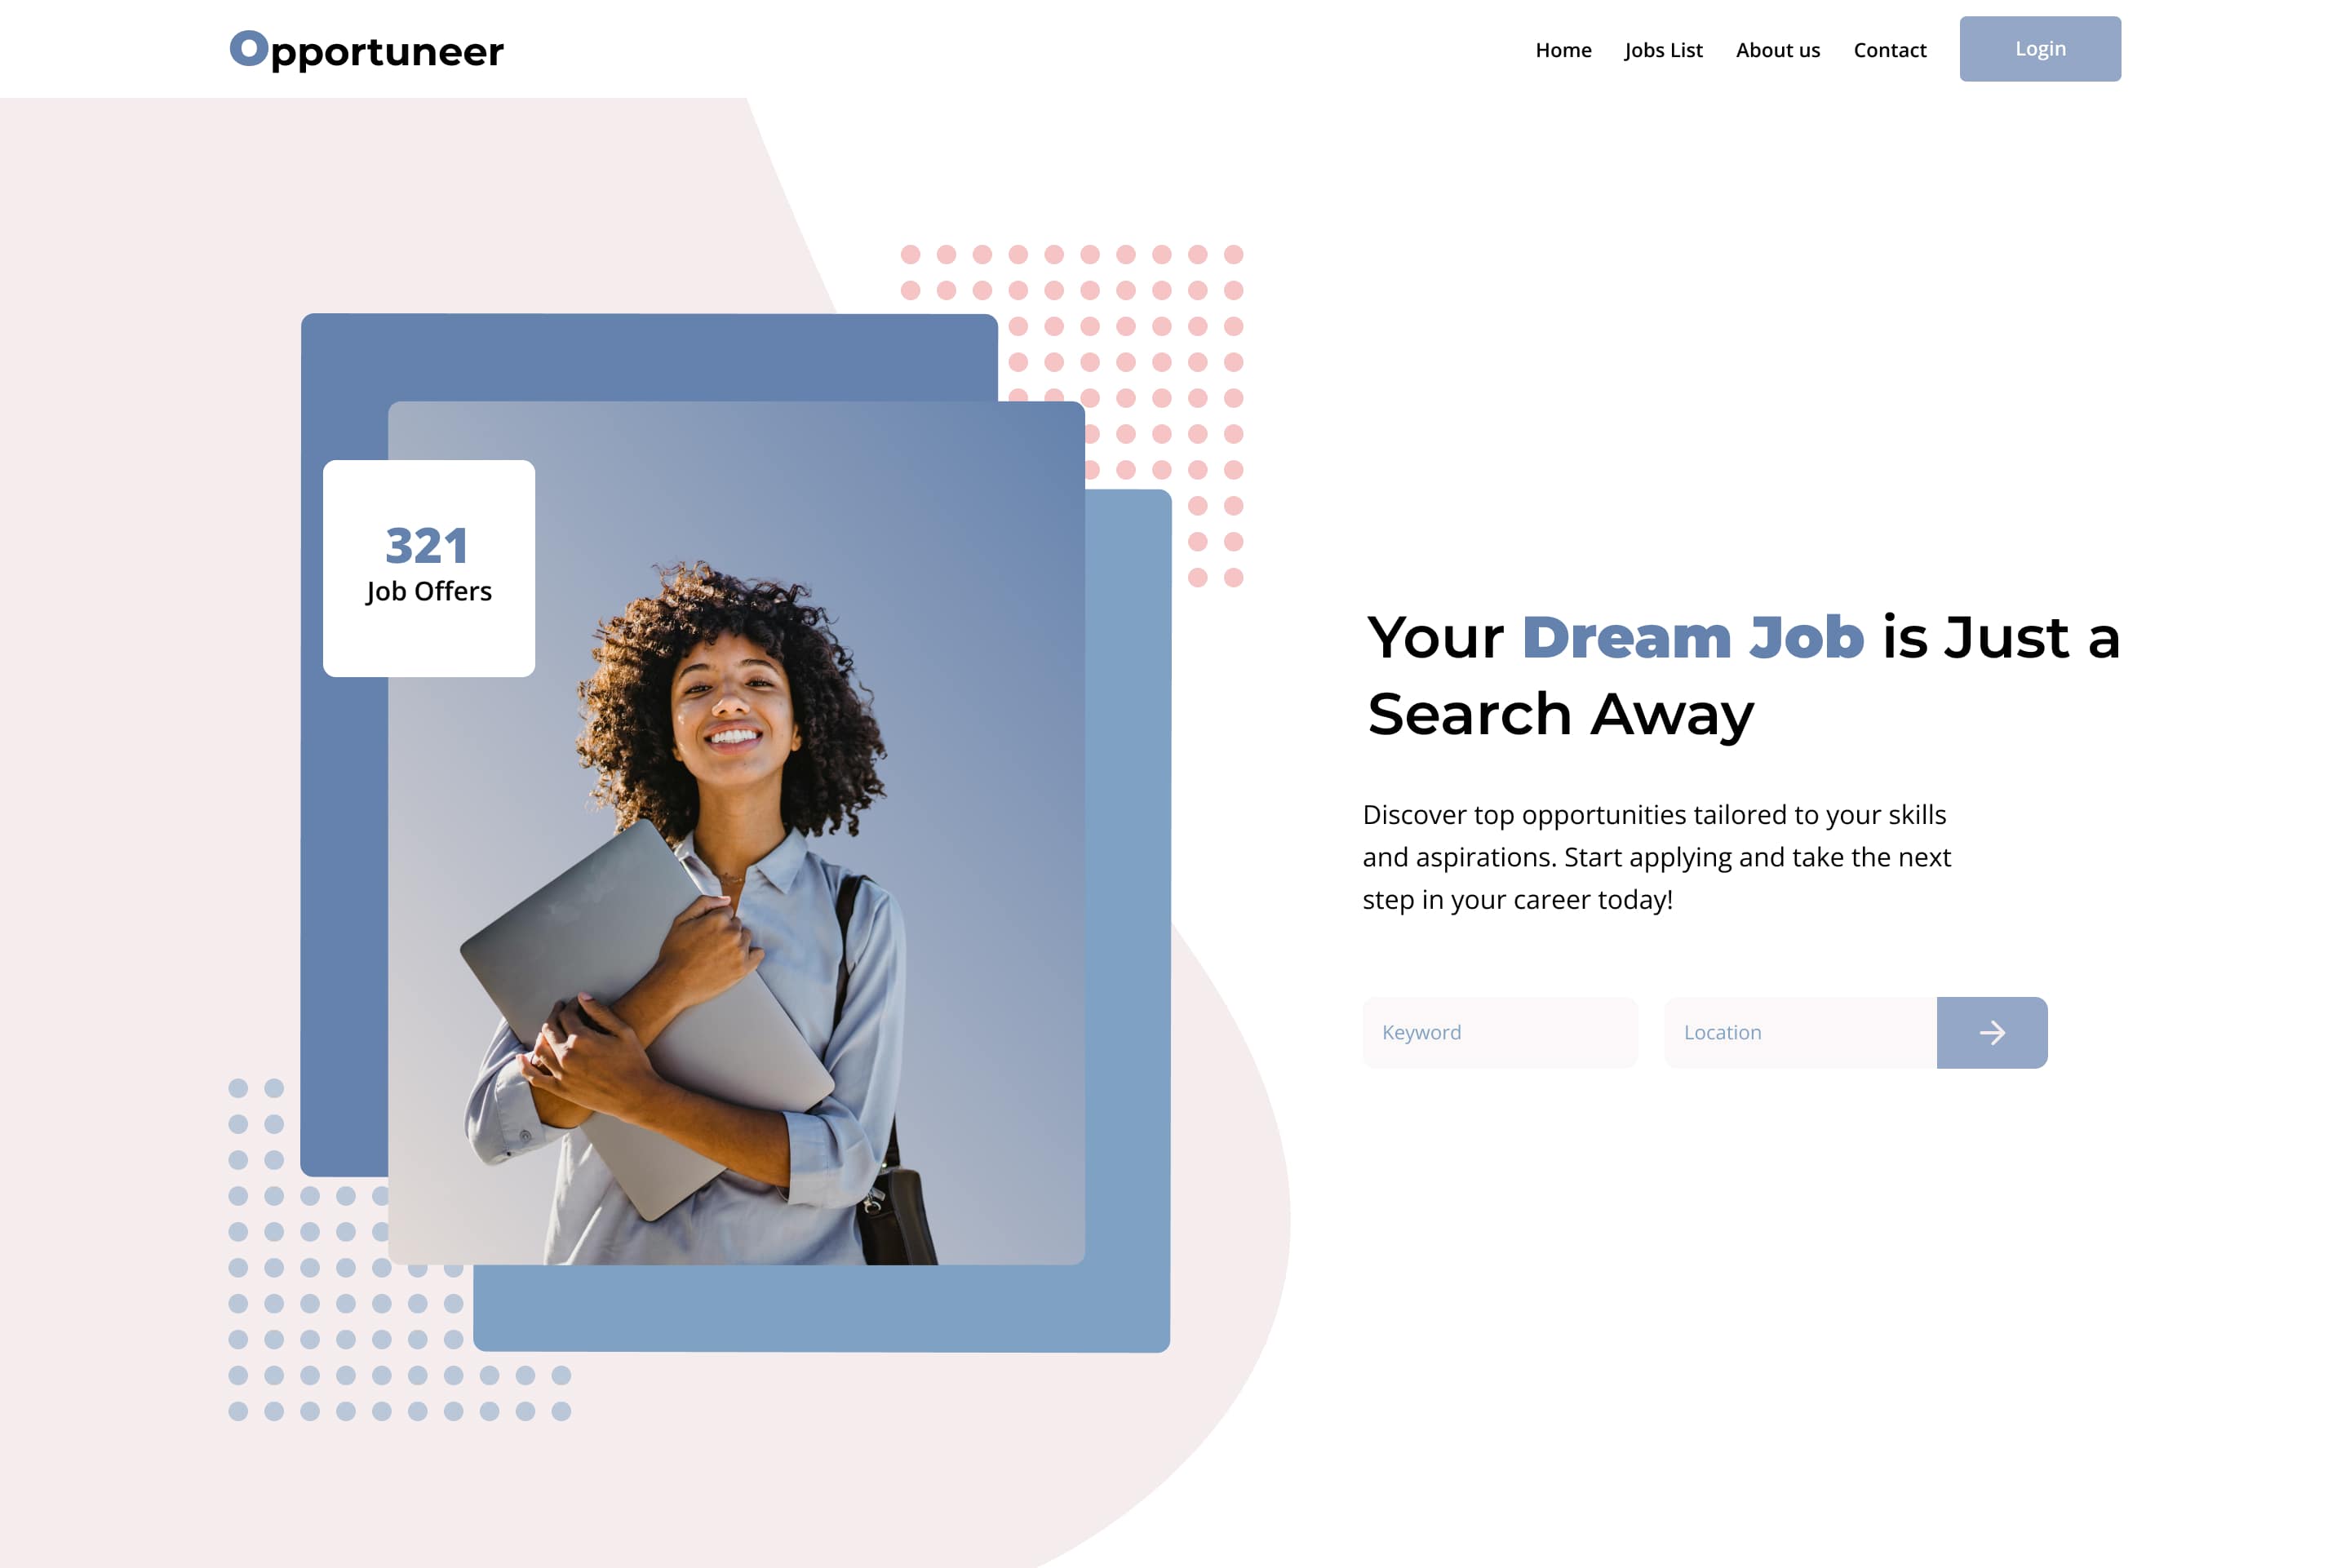 Opportuneer
Home
Jobs List
About us
Contact
Login
321
Job Offers
Your Dream Job is Just a
Search Away
Discover top opportunities tailored to your skills
and aspirations. Start applying and take the next
step in your career today!
Keyword
Location